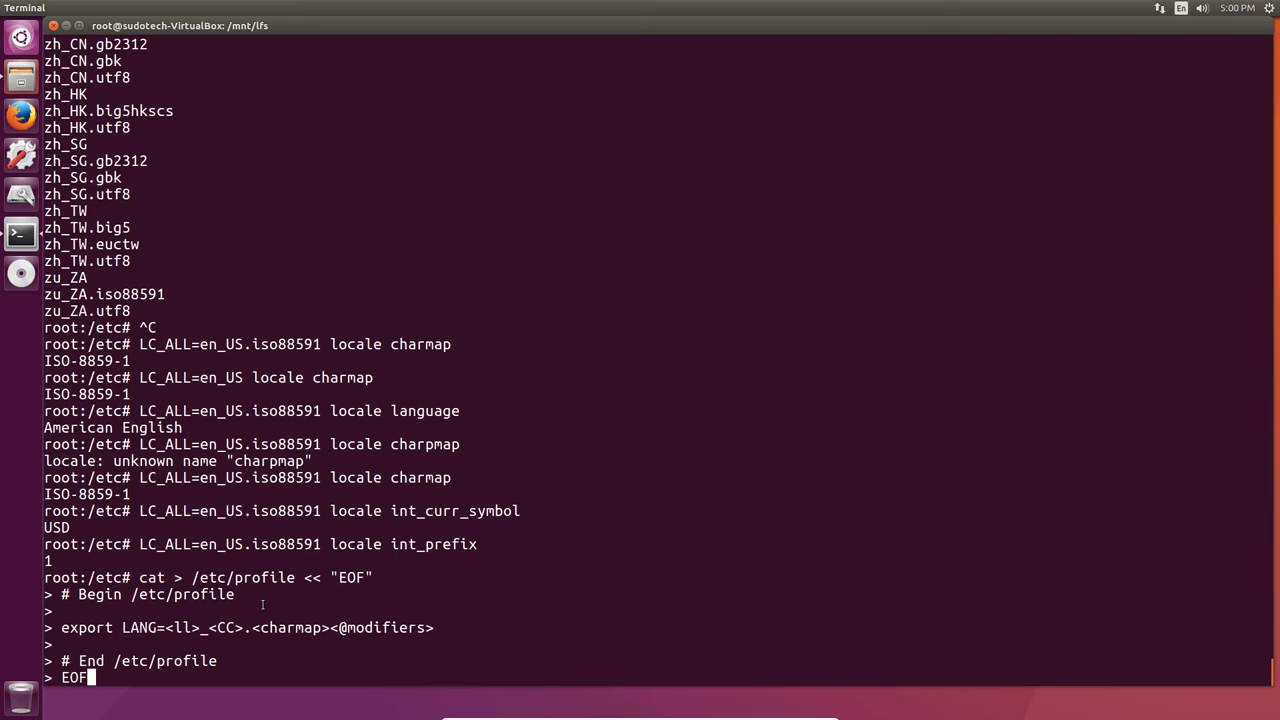 Terminal
En
5:00 PM
root@sudotech-VirtualBox: /mnt/lfs
zh_CN.gb2312
zh_CN.gbk
zh_CN.utf8
zh_HK
zh_HK.big5hkscs
zh_HK.utf8
zh_SG
zh_SG.gb2312
zh_SG.gbk
zh_SG.utf8
zh_TW
zh_TW.big5
zh_TW.euctw
zh_TW.utf8
zu_ZA
zu_ZA.iso88591
zu_ZA.utf8
root:/etc# ^C
root:/etc# LC_ALL=en_US.iso88591 locale charmap
ISO-8859-1
root:/etc# LC_ALL=en_US locale charmap
ISO-8859-1
root:/etc# LC_ALL=en_US.iso88591 locale language
American English
root:/etc# LC_ALL=en_US.iso88591 locale charpmap
locale: unknown name "charpmap"
root:/etc# LC_ALL=en_US.iso88591 locale charmap
ISO-8859-1
root:/etc# LC_ALL=en_US.iso88591 locale int_curr_symbol
USD
root:/etc# LC_ALL=en_US.iso88591 locale int_prefix
1
root:/etc# cat > /etc/profile << "EOF"
> # Begin /etc/profile
>
> export LANG=<ll>_<CC>.<charmap><@modifiers>
>
> # End /etc/profile
> EOF